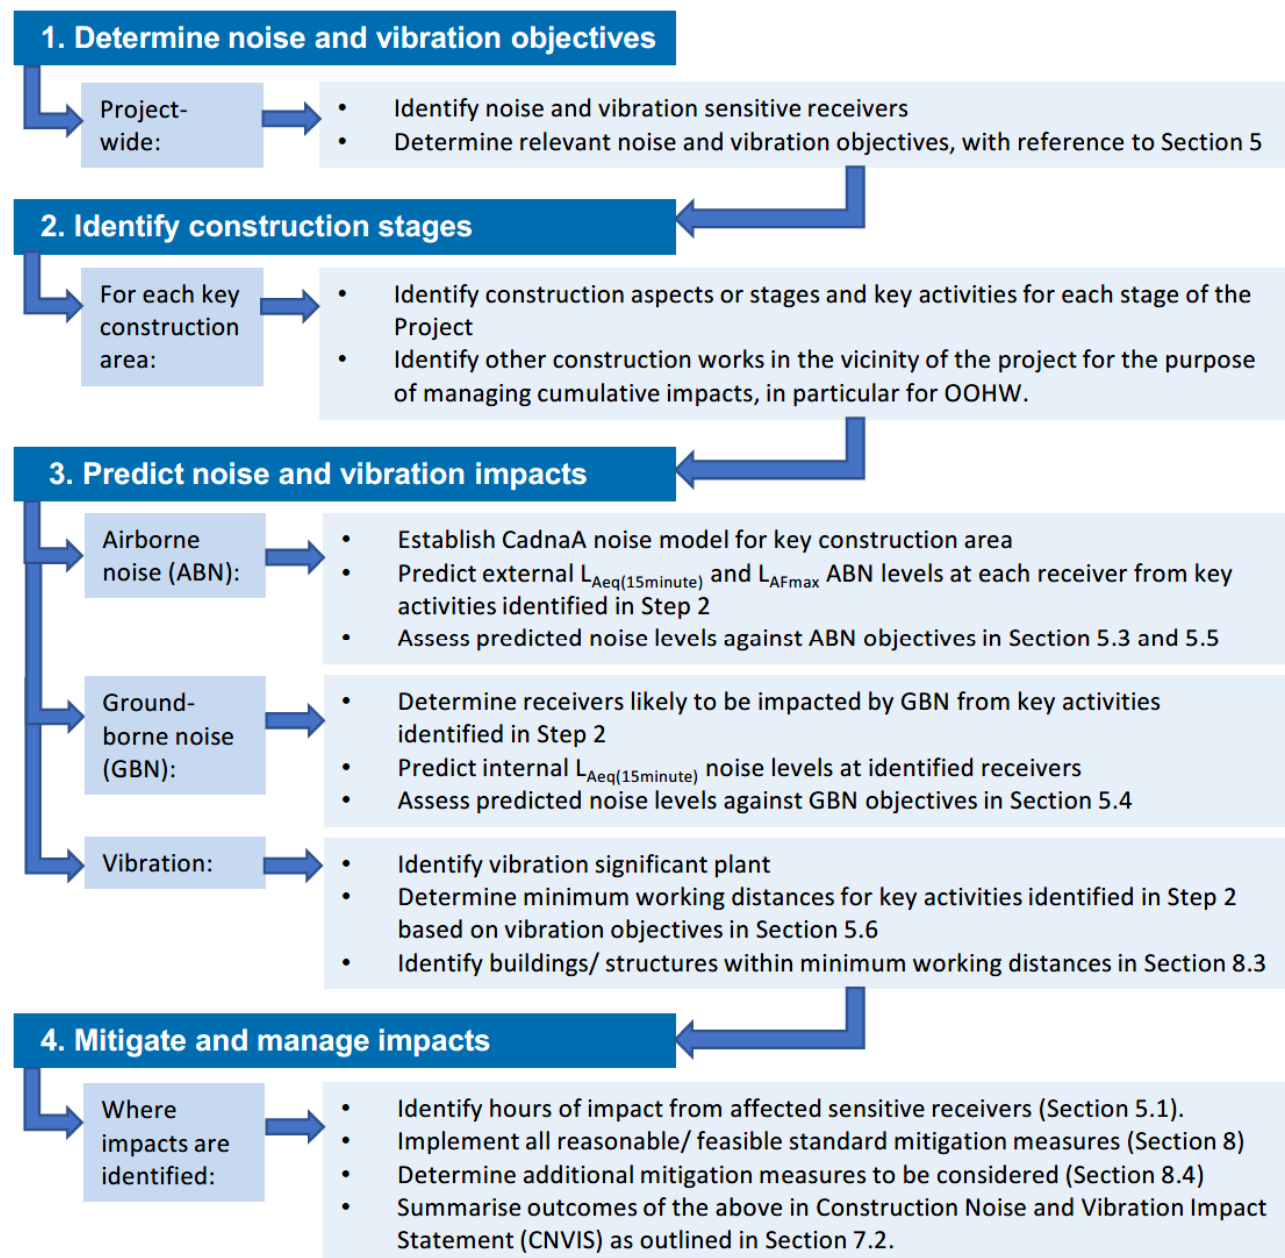 1. Determine noise and vibration objectives
Project-
wide:
• Identify noise and vibration sensitive receivers
• Determine relevant noise and vibration objectives, with reference to Section 5
2. Identify construction stages
For each key
construction
area:
• Identify construction aspects or stages and key activities for each stage of the
Project
• Identify other construction works in the vicinity of the project for the purpose
of managing cumulative impacts, in particular for OOHW.
3. Predict noise and vibration impacts
Airborne
noise (ABN):
• Establish CadnaA noise model for key construction area
• Predict external LAeq(15minute) and LAFmax ABN levels at each receiver from key
activities identified in Step 2
• Assess predicted noise levels against ABN objectives in Section 5.3 and 5.5
Ground-
borne noise
(GBN):
• Determine receivers likely to be impacted by GBN from key activities
identified in Step 2
• Predict internal LAeq(15minute) noise levels at identified receivers
• Assess predicted noise levels against GBN objectives in Section 5.4
Vibration:
• Identify vibration significant plant
• Determine minimum working distances for key activities identified in Step 2
based on vibration objectives in Section 5.6
• Identify buildings/ structures within minimum working distances in Section 8.3
4. Mitigate and manage impacts
Where
impacts are
identified:
• Identify hours of impact from affected sensitive receivers (Section 5.1).
• Implement all reasonable/ feasible standard mitigation measures (Section 8)
• Determine additional mitigation measures to be considered (Section 8.4)
• Summarise outcomes of the above in Construction Noise and Vibration Impact
Statement (CNVIS) as outlined in Section 7.2.